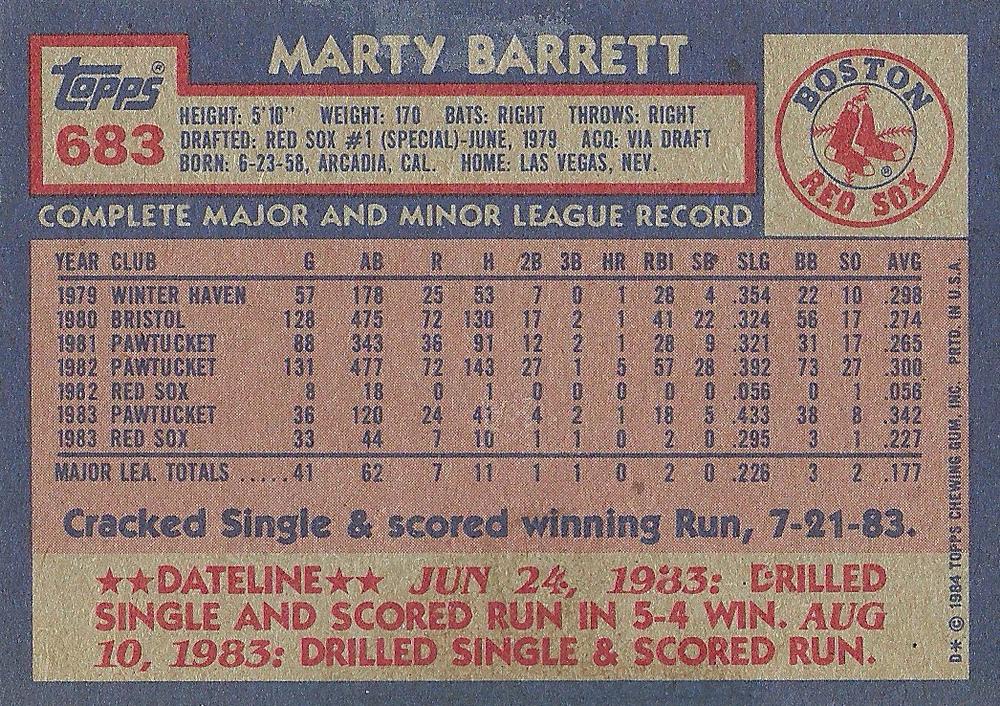 MARTY BARRETT
Topps®
683
HEIGHT: 5'10" WEIGHT: 170 BATS: RIGHT THROWS: RIGHT
DRAFTED: RED SOX #1 (SPECIAL)-JUNE, 1979 ACQ: VIA DRAFT
BORN: 6-23-58, ARCADIA, CAL. HOME: LAS VEGAS, NEV.
BOSTON
RED SOX
®
COMPLETE MAJOR AND MINOR LEAGUE RECORD
YEAR CLUB G AB R H 2B 3B HR RBI SB SLG BB SO AVG
1979 WINTER HAVEN 57 178 25 53 7 0 1 28 4 .354 22 10 .298
1980 BRISTOL 128 475 72 130 17 2 1 41 22 .324 56 17 .274
1981 PAWTUCKET 88 343 36 91 12 2 1 28 9 .321 31 17 .265
1982 PAWTUCKET 131 477 72 143 27 1 5 57 28 .392 73 27 .300
1982 RED SOX 8 18 0 1 0 0 0 0 0 .056 0 1 .056
1983 PAWTUCKET 36 120 24 41 4 2 1 18 5 .433 38 8 .342
1983 RED SOX 33 44 7 10 1 1 0 2 0 .295 3 1 .227
MAJOR LEA. TOTALS .....41 62 7 11 1 1 0 2 0 .226 3 2 .177
Cracked Single & scored winning Run, 7-21-83.
★★DATELINE★★ JUN 24, 1983: DRILLED
SINGLE AND SCORED RUN IN 5-4 WIN. AUG
10, 1983: DRILLED SINGLE & SCORED RUN.
D* © 1984 TOPPS CHEWING GUM, INC. PRTD. IN U.S.A.